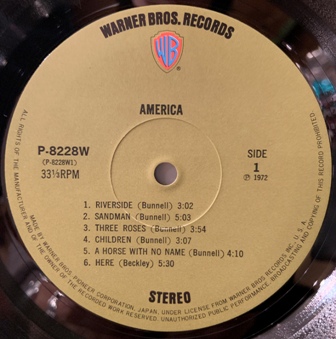 WARNER BROS. RECORDS
WB
®
AMERICA
P-8228W
(P-8228W1)
33⅓RPM
SIDE
1
Ⓟ 1972
1. RIVERSIDE (Bunnell) 3:02
2. SANDMAN (Bunnell) 5:03
3. THREE ROSES (Bunnell) 3:54
4. CHILDREN (Bunnell) 3:07
5. A HORSE WITH NO NAME (Bunnell) 4:10
6. HERE (Beckley) 5:30
STEREO
ALL RIGHTS OF THE MANUFACTURER AND OF THE OWNER OF THE RECORDED WORK RESERVED. UNAUTHORIZED PUBLIC PERFORMANCE, BROADCASTING AND COPYING OF THIS RECORD PROHIBITED.
MADE BY WARNER BROS. PIONEER CORPORATION, JAPAN, UNDER LICENSE FROM WARNER BROS. RECORDS INC. U.S.A.